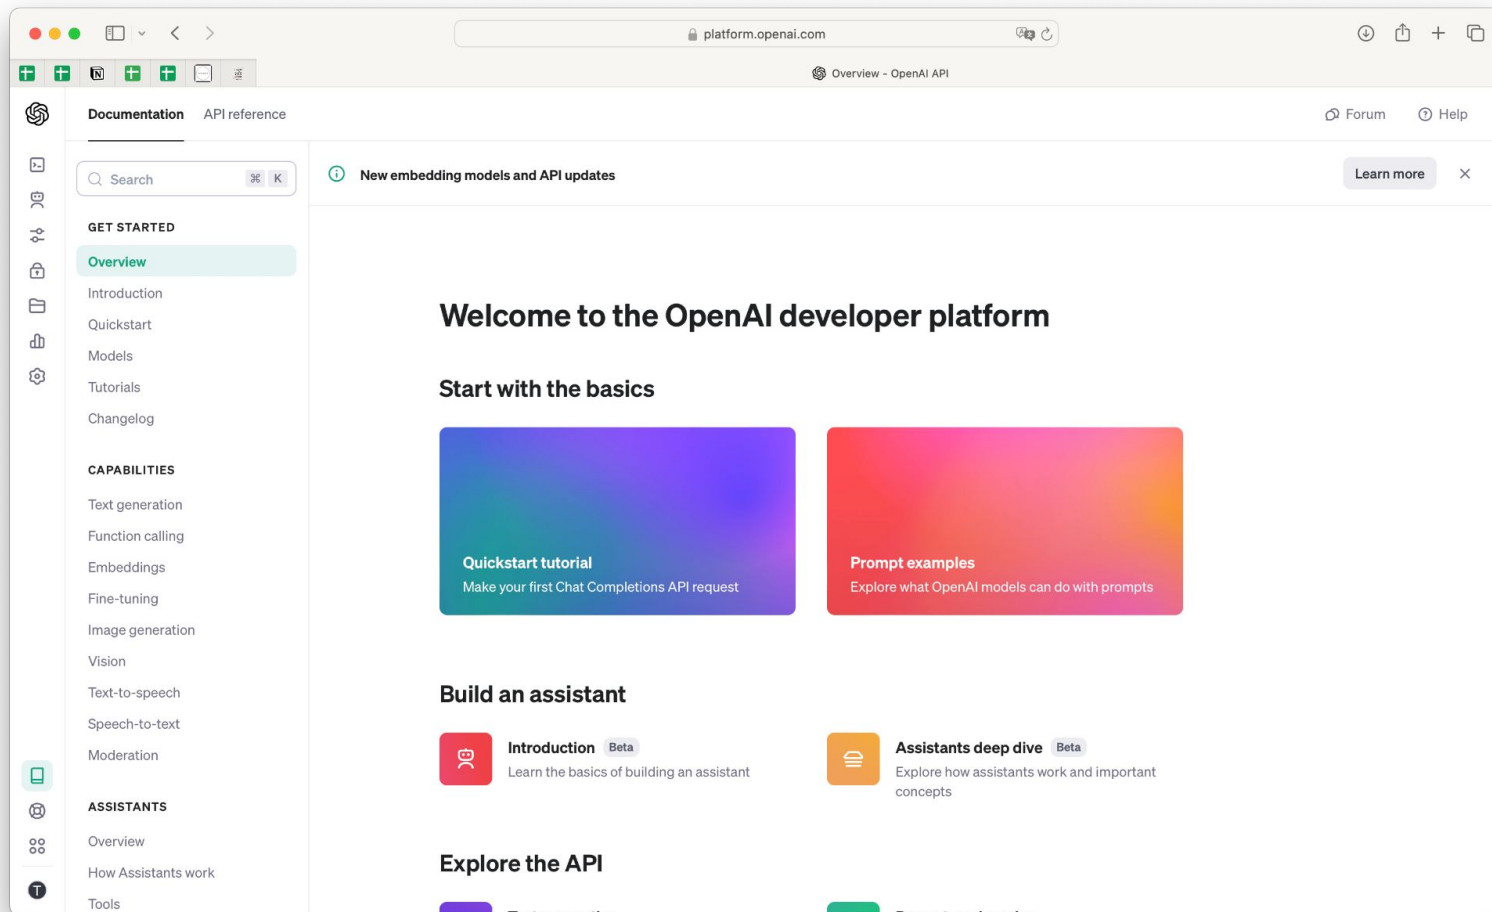 platform.openai.com
Overview - OpenAI API
Documentation
API reference
Forum
Help
Search
⌘ K
New embedding models and API updates
Learn more
GET STARTED
Overview
Introduction
Quickstart
Models
Tutorials
Changelog
CAPABILITIES
Text generation
Function calling
Embeddings
Fine-tuning
Image generation
Vision
Text-to-speech
Speech-to-text
Moderation
ASSISTANTS
Overview
How Assistants work
Tools
T
Welcome to the OpenAI developer platform
Start with the basics
Quickstart tutorial
Make your first Chat Completions API request
Prompt examples
Explore what OpenAI models can do with prompts
Build an assistant
Introduction Beta
Learn the basics of building an assistant
Assistants deep dive Beta
Explore how assistants work and important
concepts
Explore the API